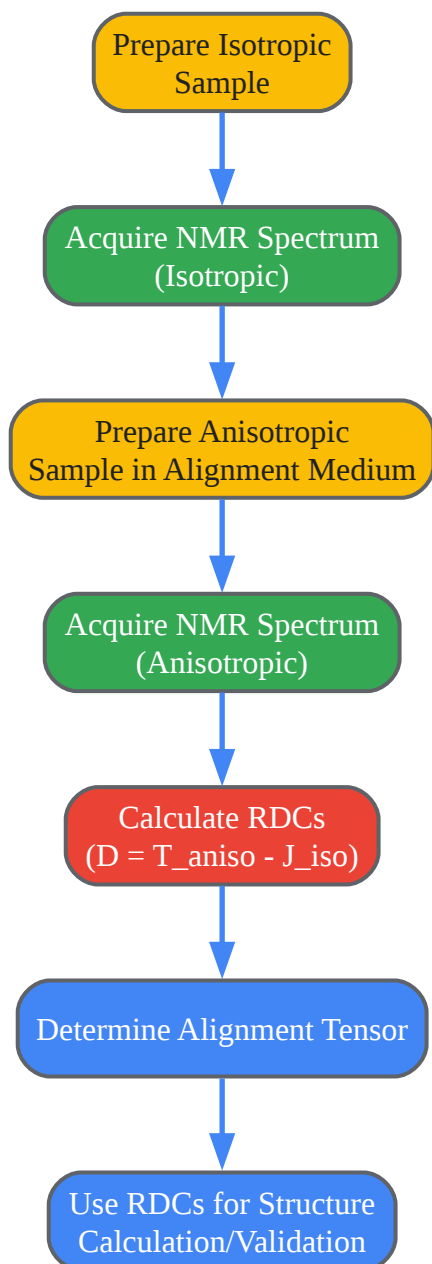 Prepare Isotropic
Sample
Acquire NMR Spectrum
(Isotropic)
Prepare Anisotropic
Sample in Alignment Medium
Acquire NMR Spectrum
(Anisotropic)
Calculate RDCs
(D = T_aniso - J_iso)
Determine Alignment Tensor
Use RDCs for Structure
Calculation/Validation